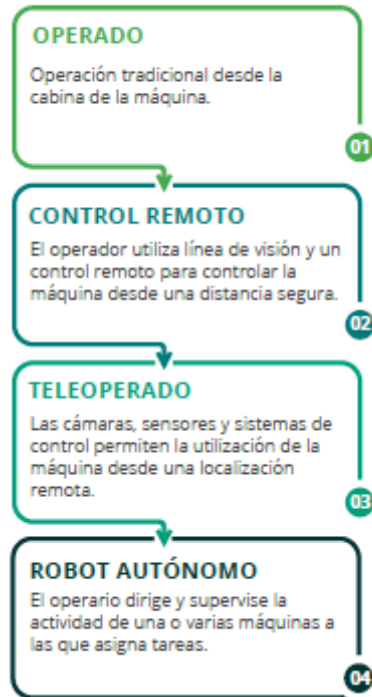 OPERADO
Operación tradicional desde la
cabina de la máquina.
01
CONTROL REMOTO
El operador utiliza línea de visión y un
control remoto para controlar la
máquina desde una distancia segura.
02
TELEOPERADO
Las cámaras, sensores y sistemas de
control permiten la utilización de la
máquina desde una localización
remota.
03
ROBOT AUTÓNOMO
El operario dirige y supervise la
actividad de una o varias máquinas a
las que asigna tareas.
04